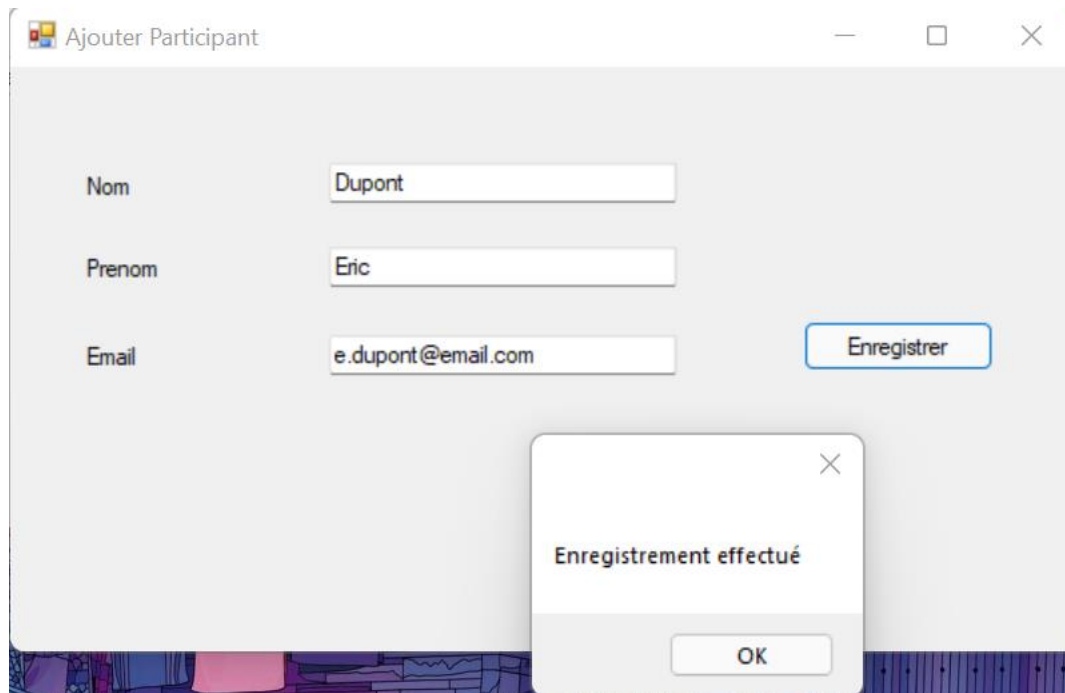 Ajouter Participant
Nom
Dupont
Prenom
Eric
Email
e.dupont@email.com
Enregistrer
Enregistrement effectué
OK